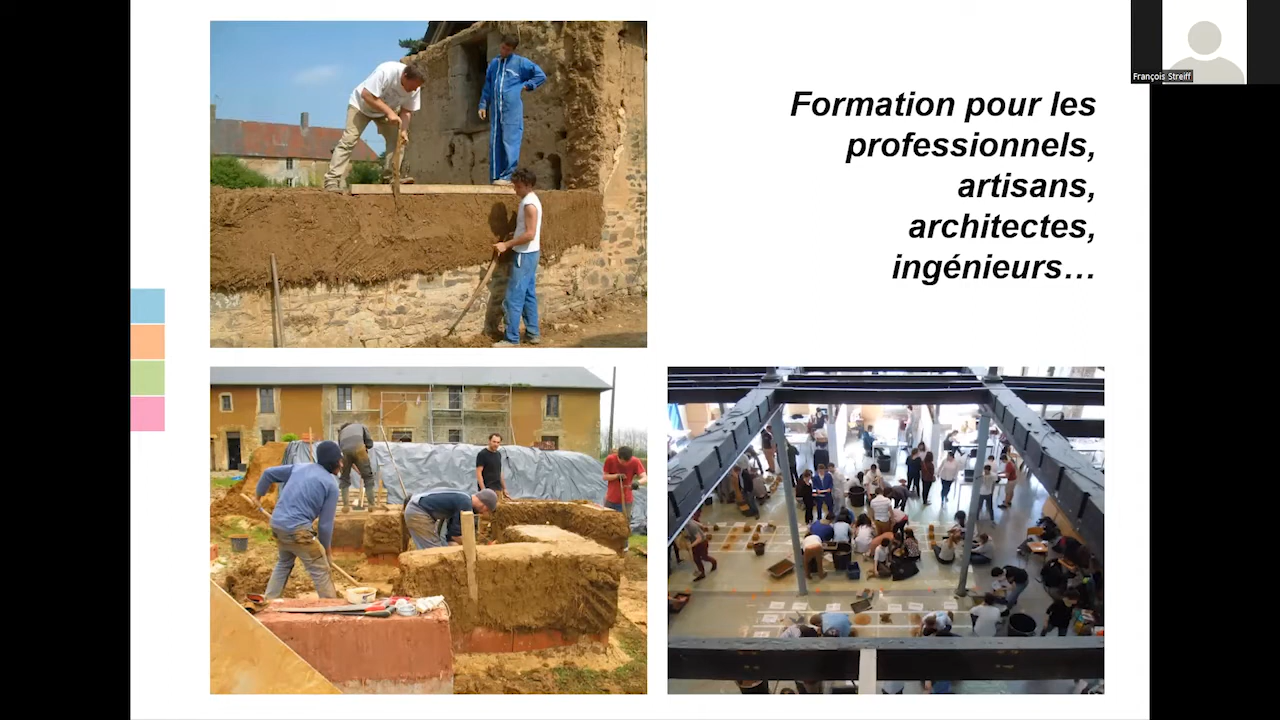 François Streiff
Formation pour les
professionnels,
artisans,
architectes,
ingénieurs…